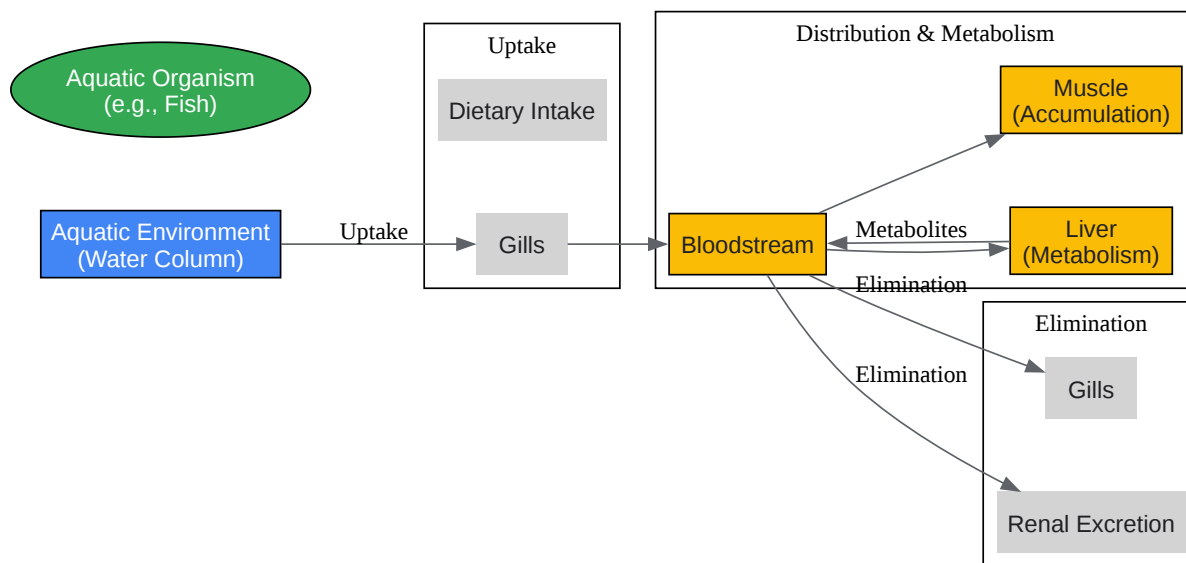 Aquatic Organism
(e.g., Fish)
Aquatic Environment
(Water Column)
Uptake
Uptake
Dietary Intake
Gills
Distribution & Metabolism
Muscle
(Accumulation)
Bloodstream
Metabolites
Liver
(Metabolism)
Elimination
Elimination
Elimination
Gills
Renal Excretion